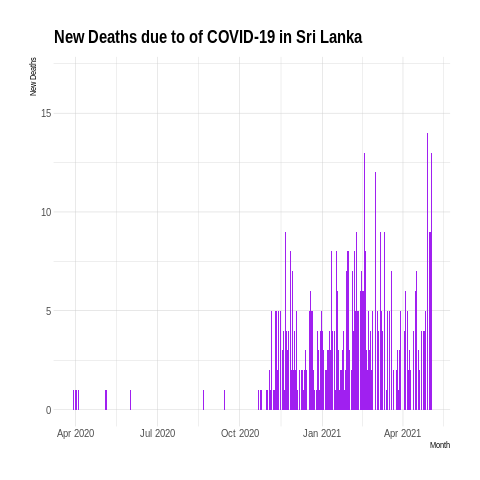 New Deaths due to of COVID-19 in Sri Lanka
New Deaths
15
10
5
0
Apr 2020 Jul 2020 Oct 2020 Jan 2021 Apr 2021
Month